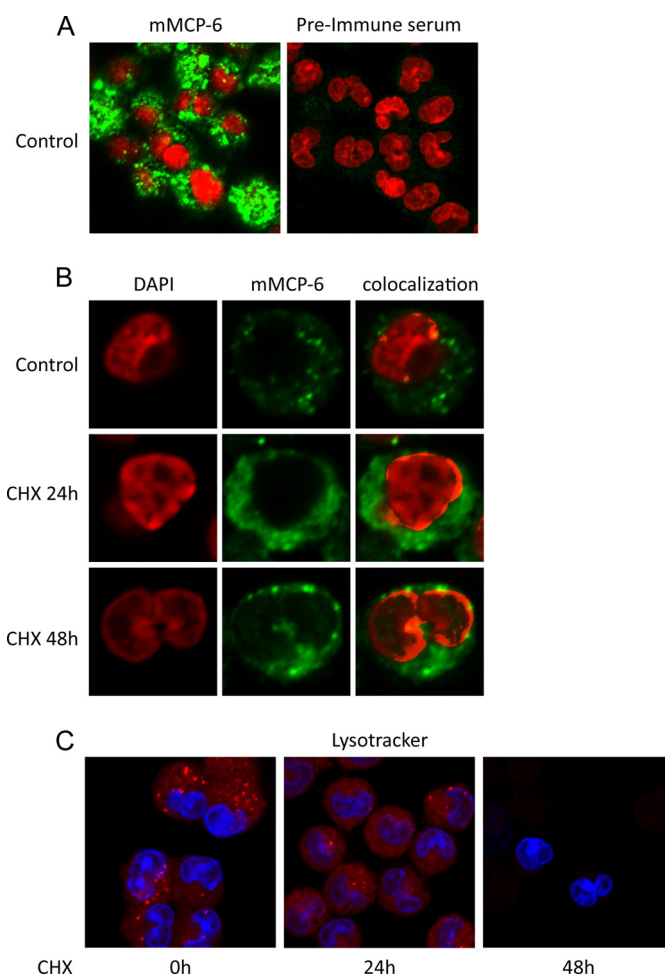 A
mMCP-6
Pre-Immune serum
Control
B
DAPI
mMCP-6
colocalization
Control
CHX 24h
CHX 48h
C
Lysotracker
CHX
0h
24h
48h